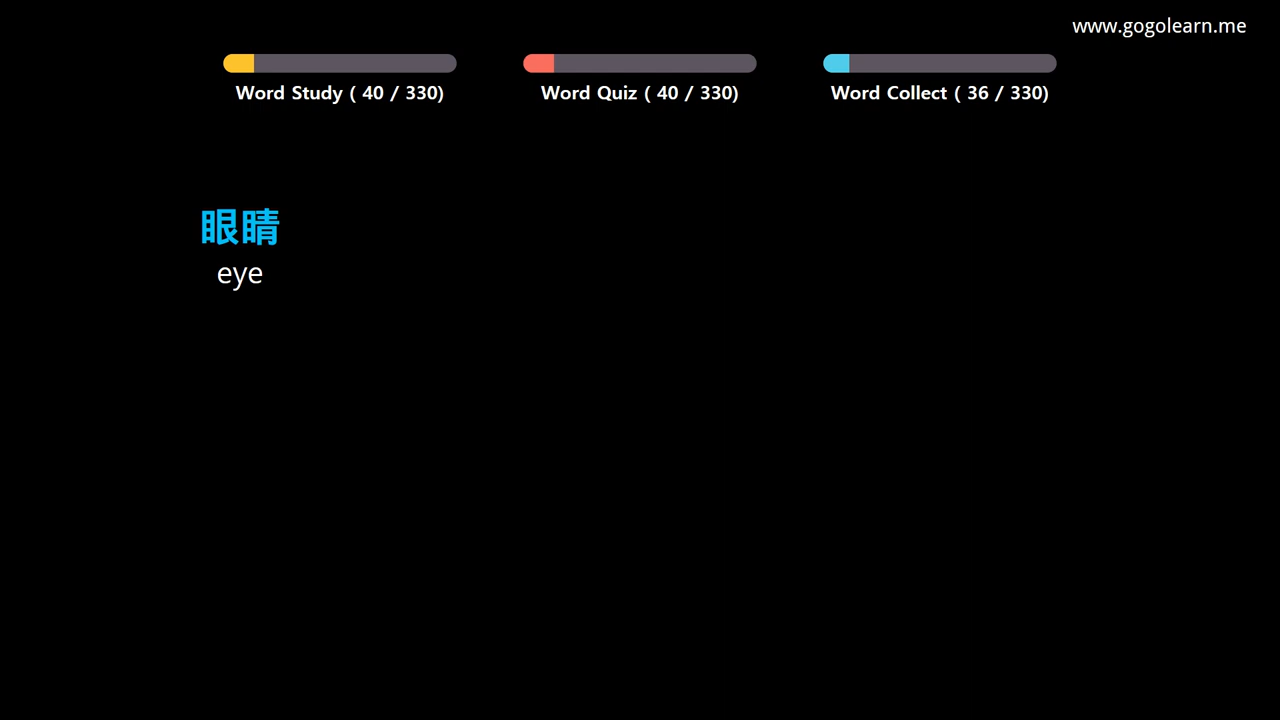 www.gogolearn.me
Word Study ( 40 / 330)
Word Quiz ( 40 / 330)
Word Collect ( 36 / 330)
眼睛
eye